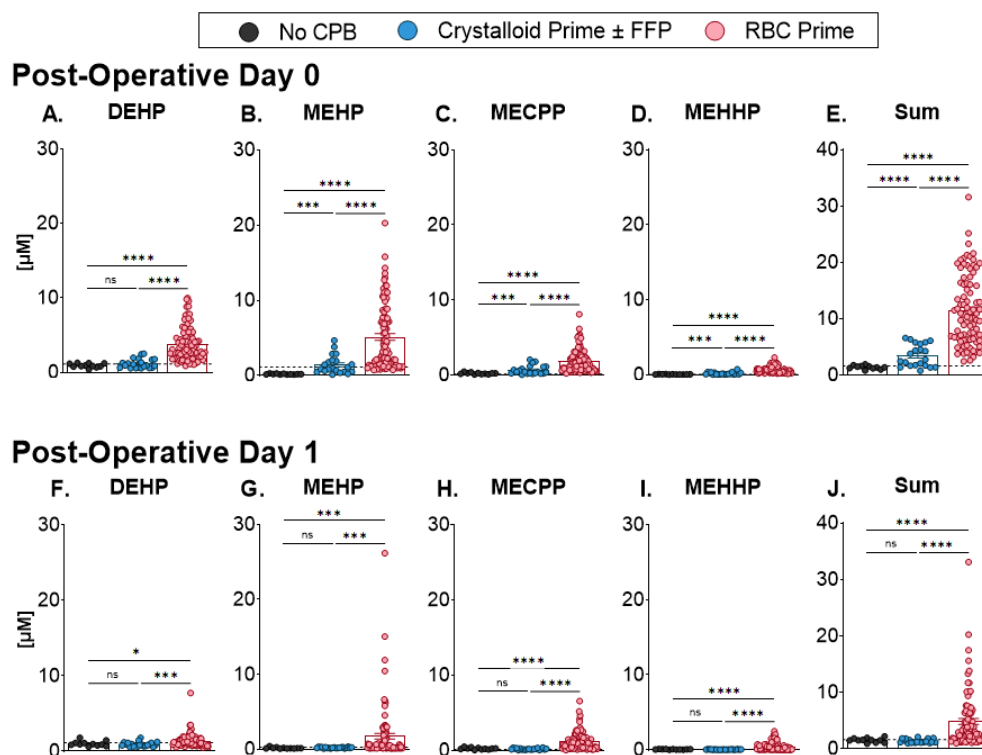 No CPB Crystalloid Prime ± FFP RBC Prime
Post-Operative Day 0
A. DEHP B. MEHP C. MECPP D. MEHHP E. Sum
30 30 30 30 40
**** **** **** **** ****
*** **** *** **** *** **** **** ****
ns ****
20 20 20 20 30
20
10 10 10 10 10
0 0 0 0 0
[µM]
Post-Operative Day 1
F. DEHP G. MEHP H. MECPP I. MEHHP J. Sum
30 30 30 30 40
* *** **** **** ****
ns *** ns *** ns **** ns **** ns ****
20 20 20 20 30
20
10 10 10 10 10
0 0 0 0 0
[µM]